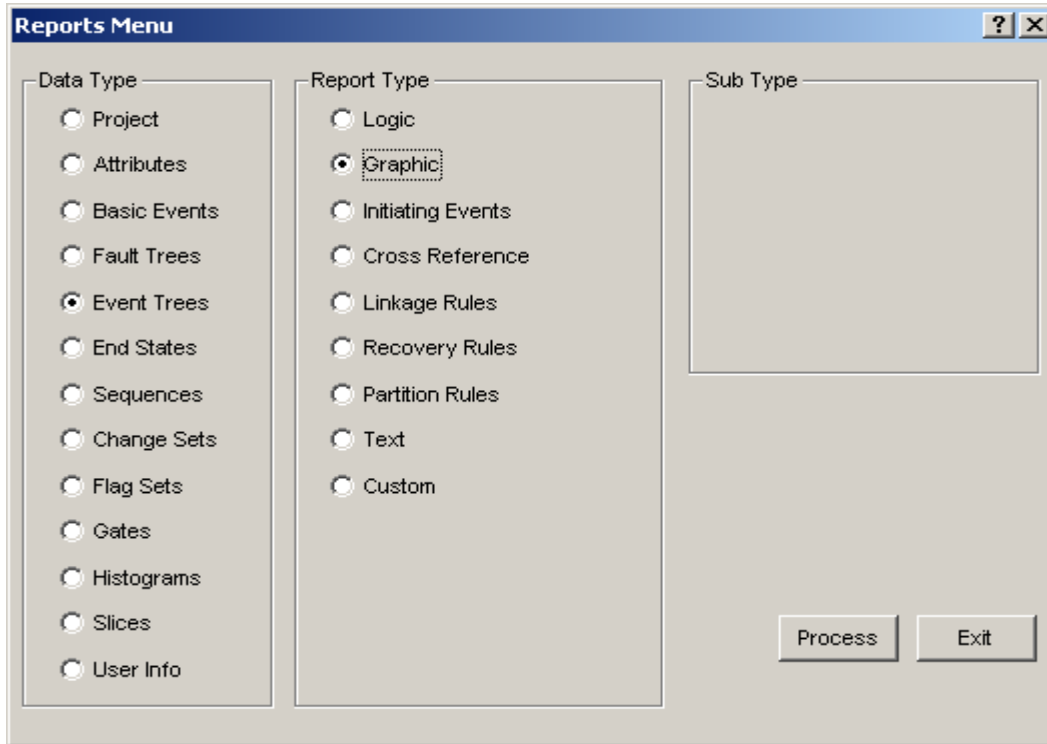 Reports Menu
Data Type
Project
Attributes
Basic Events
Fault Trees
Event Trees
End States
Sequences
Change Sets
Flag Sets
Gates
Histograms
Slices
User Info
Report Type
Logic
Graphic
Initiating Events
Cross Reference
Linkage Rules
Recovery Rules
Partition Rules
Text
Custom
Sub Type
Process
Exit